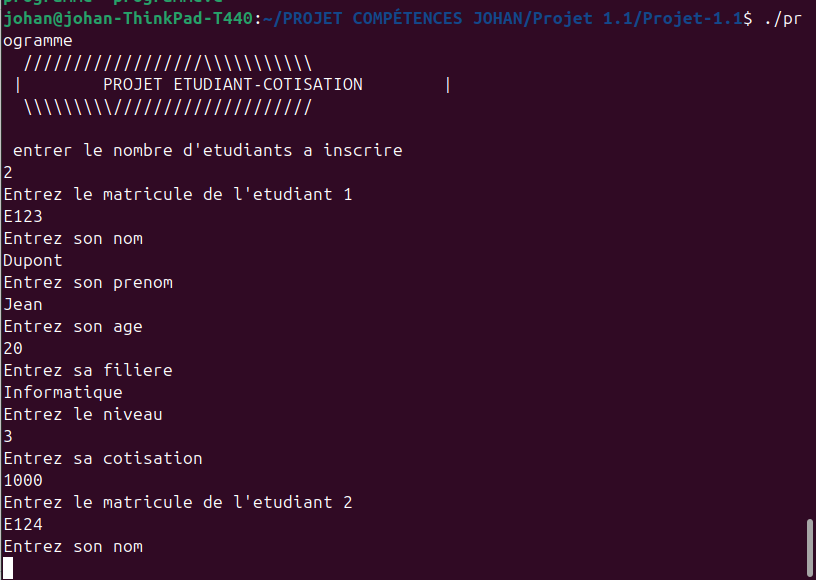 johan@johan-ThinkPad-T440:~/PROJET COMPÉTENCES JOHAN/Projet 1.1/Projet-1.1$ ./pr
ogramme
  ///////////////////\\\\\\\\\\\
 |        PROJET ETUDIANT-COTISATION        |
  \\\\\\\\\////////////////////
 entrer le nombre d'etudiants a inscrire
2
Entrez le matricule de l'etudiant 1
E123
Entrez son nom
Dupont
Entrez son prenom
Jean
Entrez son age
20
Entrez sa filiere
Informatique
Entrez le niveau
3
Entrez sa cotisation
1000
Entrez le matricule de l'etudiant 2
E124
Entrez son nom